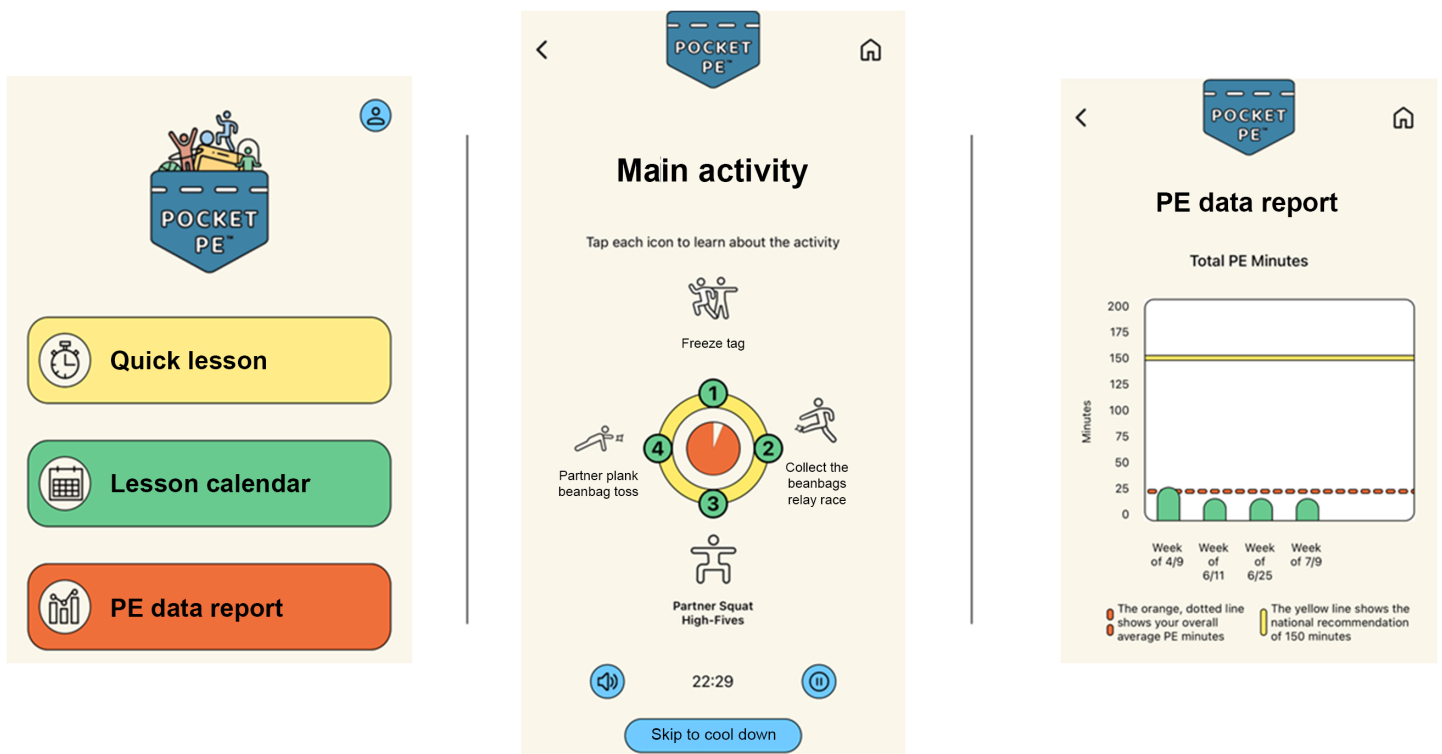 POCKET
PE™
Quick lesson
Lesson calendar
PE data report
POCKET
PE™
Main activity
Tap each icon to learn about the activity
Freeze tag
1
2
3
4
Collect the
beanbags
relay race
Partner plank
beanbag toss
Partner Squat
High-Fives
22:29
Skip to cool down
POCKET
PE™
PE data report
Total PE Minutes
Minutes
200
175
150
125
100
75
50
25
0
Week
of 4/9
Week
of
6/11
Week
of
6/25
Week
of 7/9
The orange, dotted line
shows your overall
average PE minutes
The yellow line shows the
national recommendation
of 150 minutes